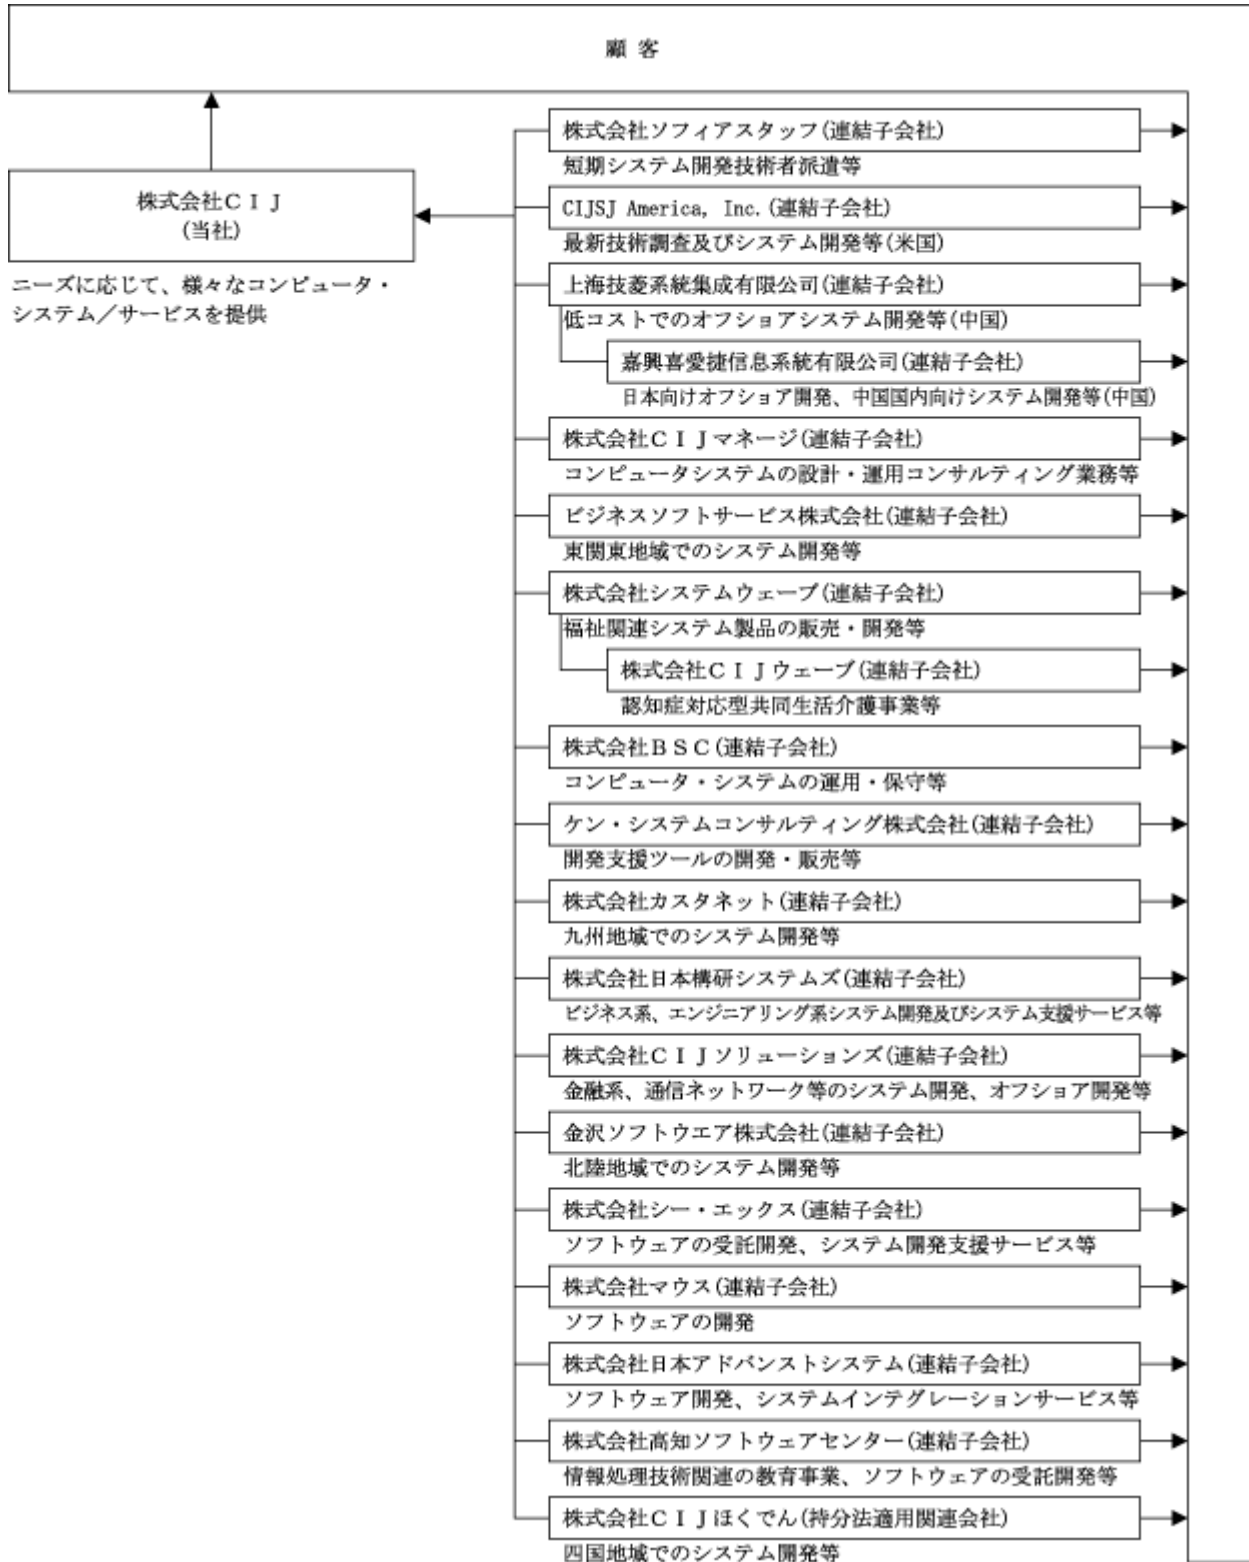 顧 客
株式会社ＣＩＪ
(当社)
ニーズに応じて、様々なコンピュータ・
システム／サービスを提供
株式会社ソフィアスタッフ(連結子会社)
短期システム開発技術者派遣等
CIJSJ America, Inc.(連結子会社)
最新技術調査及びシステム開発等(米国)
上海技菱系統集成有限公司(連結子会社)
低コストでのオフショアシステム開発等(中国)
嘉興喜愛捷信息系統有限公司(連結子会社)
日本向けオフショア開発、中国国内向けシステム開発等(中国)
株式会社ＣＩＪマネージ(連結子会社)
コンピュータシステムの設計・運用コンサルティング業務等
ビジネスソフトサービス株式会社(連結子会社)
東関東地域でのシステム開発等
株式会社システムウェーブ(連結子会社)
福祉関連システム製品の販売・開発等
株式会社ＣＩＪウェーブ(連結子会社)
認知症対応型共同生活介護事業等
株式会社ＢＳＣ(連結子会社)
コンピュータ・システムの運用・保守等
ケン・システムコンサルティング株式会社(連結子会社)
開発支援ツールの開発・販売等
株式会社カスタネット(連結子会社)
九州地域でのシステム開発等
株式会社日本構研システムズ(連結子会社)
ビジネス系、エンジニアリング系システム開発及びシステム支援サービス等
株式会社ＣＩＪソリューションズ(連結子会社)
金融系、通信ネットワーク等のシステム開発、オフショア開発等
金沢ソフトウエア株式会社(連結子会社)
北陸地域でのシステム開発等
株式会社シー・エックス(連結子会社)
ソフトウェアの受託開発、システム開発支援サービス等
株式会社マウス(連結子会社)
ソフトウェアの開発
株式会社日本アドバンストシステム(連結子会社)
ソフトウェア開発、システムインテグレーションサービス等
株式会社高知ソフトウェアセンター(連結子会社)
情報処理技術関連の教育事業、ソフトウェアの受託開発等
株式会社ＣＩＪほくでん(持分法適用関連会社)
四国地域でのシステム開発等